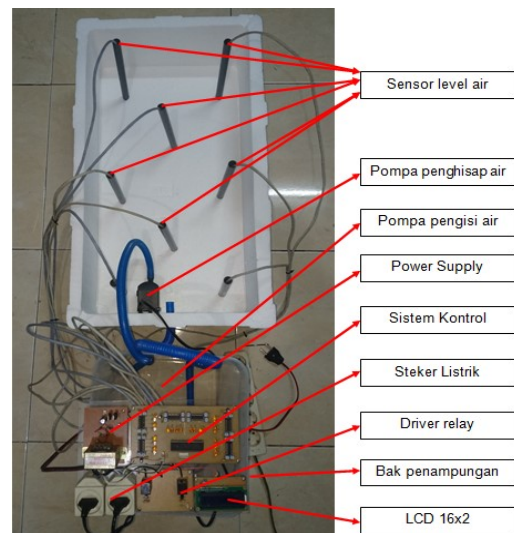 Sensor level air
Pompa penghisap air
Pompa pengisi air
Power Supply
Sistem Kontrol
Steker Listrik
Driver relay
Bak penampungan
LCD 16x2